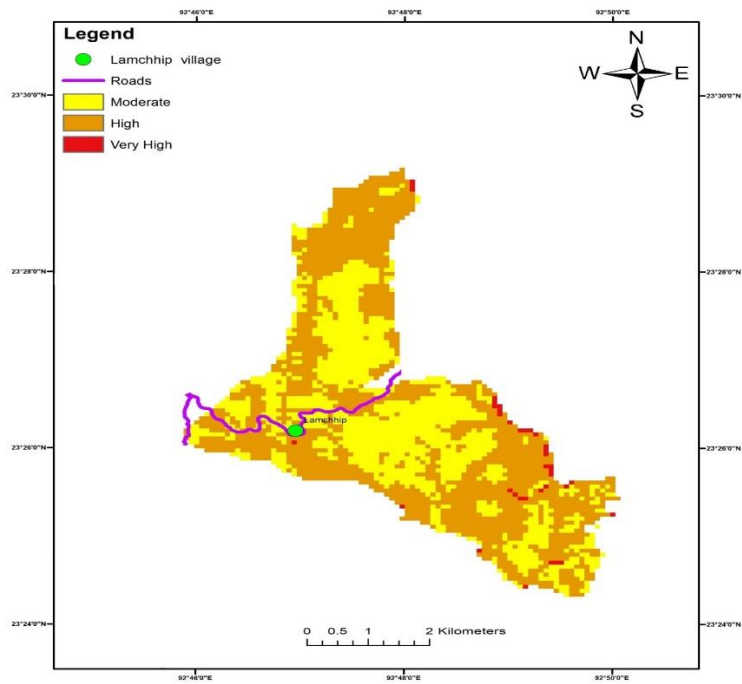 92°46'0"E 92°48'0"E 92°50'0"E
Legend
Lamchhip village
Roads
Moderate
High
Very High
N
W E
S
23°30'0"N 23°30'0"N
23°28'0"N 23°28'0"N
Lamchhip
23°26'0"N 23°26'0"N
23°24'0"N 23°24'0"N
0 0.5 1 2 Kilometers
92°46'0"E 92°48'0"E 92°50'0"E